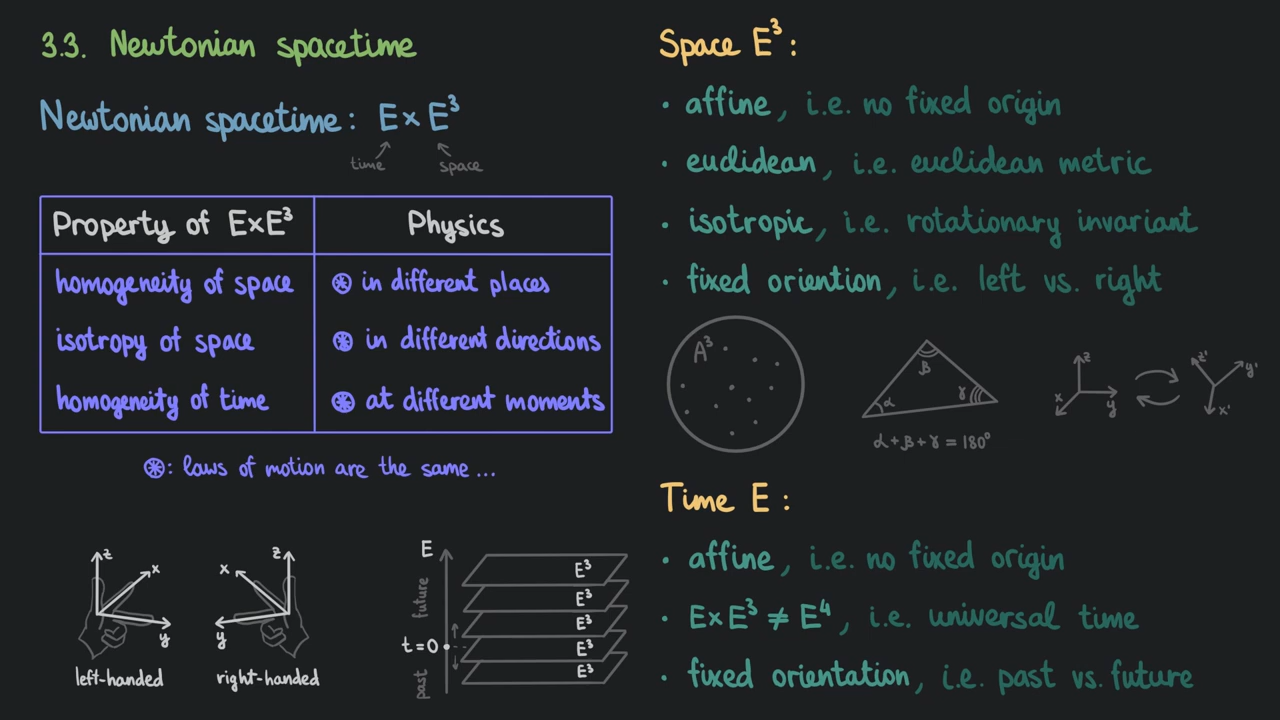 3.3. Newtonian spacetime
Newtonian spacetime: E×E³
time
space
Property of E×E³
Physics
homogeneity of space
⊛ in different places
isotropy of space
⊛ in different directions
homogeneity of time
⊛ at different moments
⊛: laws of motion are the same ...
z
x
y
left-handed
z
x
y
right-handed
E
future
t=0
past
E³
E³
E³
E³
E³
Space E³:
• affine, i.e. no fixed origin
• euclidean, i.e. euclidean metric
• isotropic, i.e. rotationary invariant
• fixed oriention, i.e. left vs. right
A³
β
α
γ
α+β+γ=180°
z
x
y
z'
y'
x'
Time E:
• affine, i.e. no fixed origin
• E×E³ ≠ E⁴, i.e. universal time
• fixed orientation, i.e. past vs. future